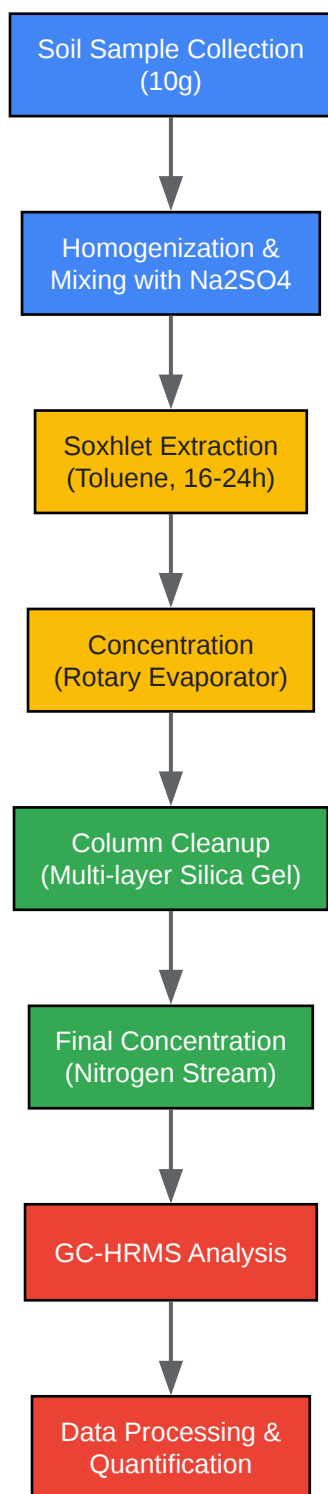 Soil Sample Collection
(10g)
Homogenization &
Mixing with Na2SO4
Soxhlet Extraction
(Toluene, 16-24h)
Concentration
(Rotary Evaporator)
Column Cleanup
(Multi-layer Silica Gel)
Final Concentration
(Nitrogen Stream)
GC-HRMS Analysis
Data Processing &
Quantification